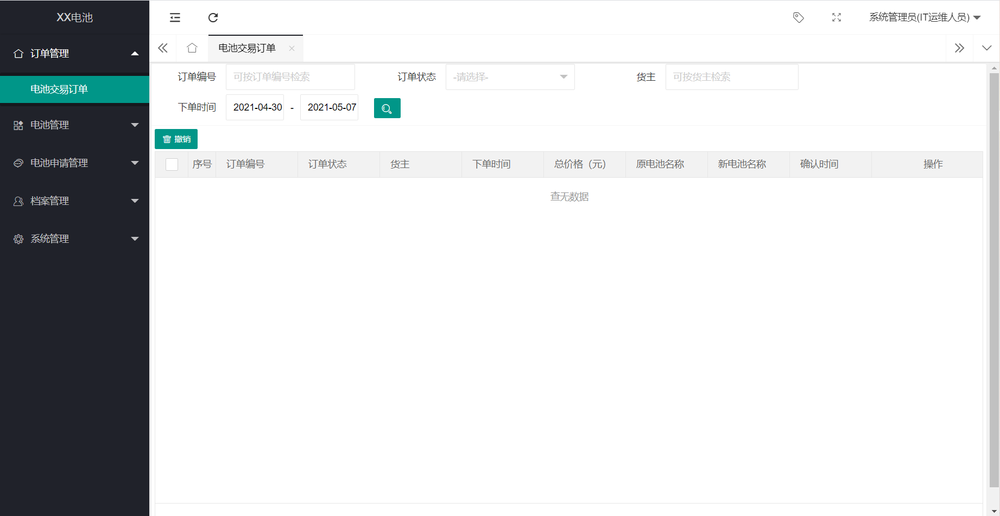 XX电池
系统管理员(IT运维人员)
订单管理
电池交易订单
电池管理
电池申请管理
档案管理
系统管理
电池交易订单
订单编号 可按订单编号检索 订单状态 -请选择- 货主 可按货主检索
下单时间 2021-04-30 - 2021-05-07
撤销
序号 订单编号 订单状态 货主 下单时间 总价格（元） 原电池名称 新电池名称 确认时间 操作
查无数据